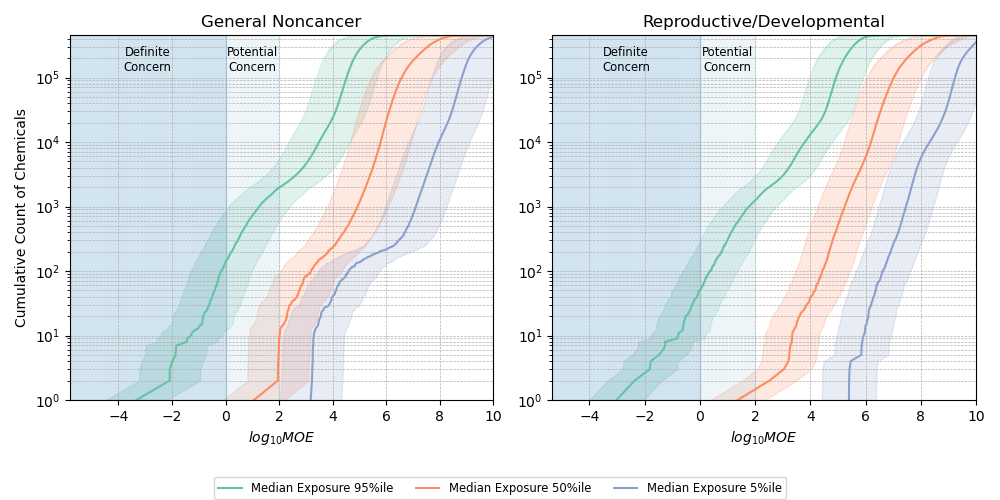 General Noncancer
Reproductive/Developmental
Definite
Concern
Potential
Concern
Definite
Concern
Potential
Concern
Cumulative Count of Chemicals
10⁵
10⁴
10³
10²
10¹
10⁰
−4 −2 0 2 4 6 8 10
log₁₀MOE
10⁵
10⁴
10³
10²
10¹
10⁰
−4 −2 0 2 4 6 8 10
log₁₀MOE
Median Exposure 95%ile Median Exposure 50%ile Median Exposure 5%ile